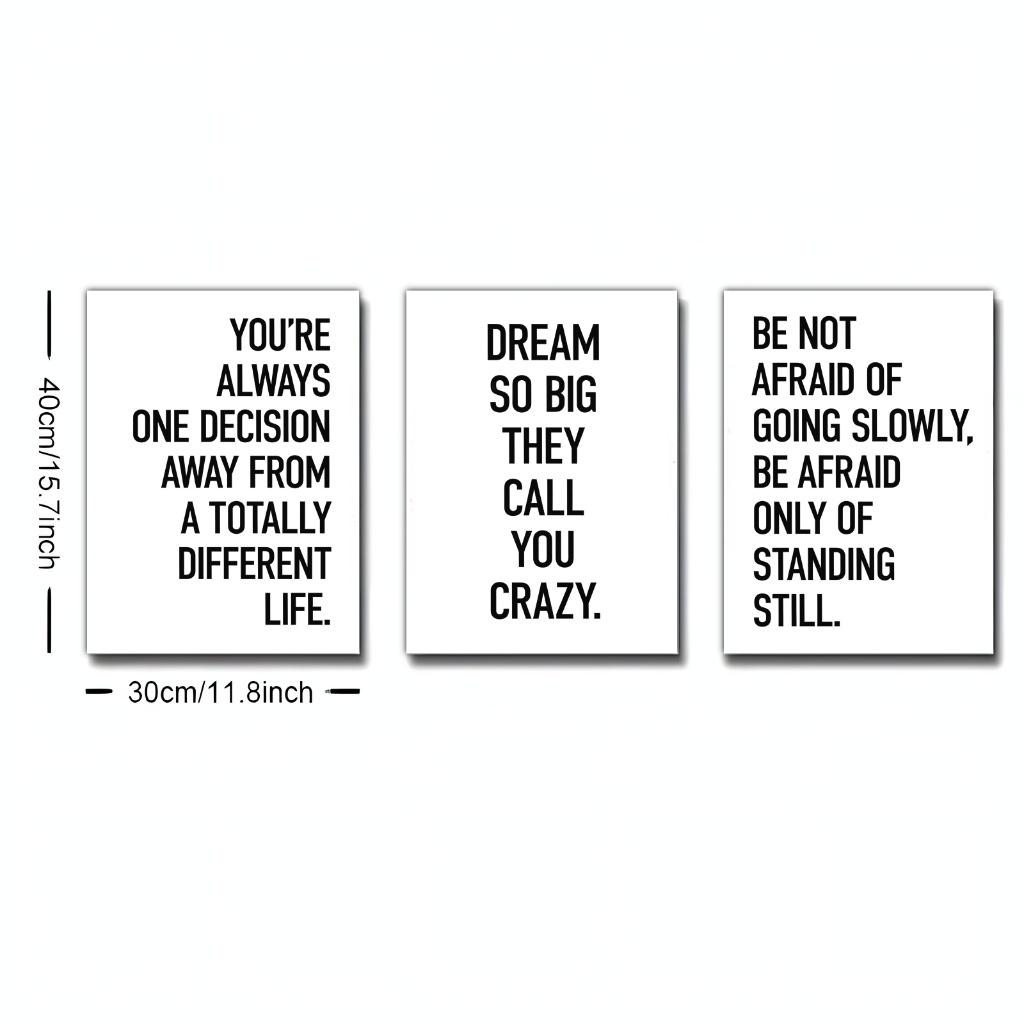 40cm/15.7inch
YOU'RE
ALWAYS
ONE DECISION
AWAY FROM
A TOTALLY
DIFFERENT
LIFE.
30cm/11.8inch
DREAM
SO BIG
THEY
CALL
YOU
CRAZY.
BE NOT
AFRAID OF
GOING SLOWLY,
BE AFRAID
ONLY OF
STANDING
STILL.